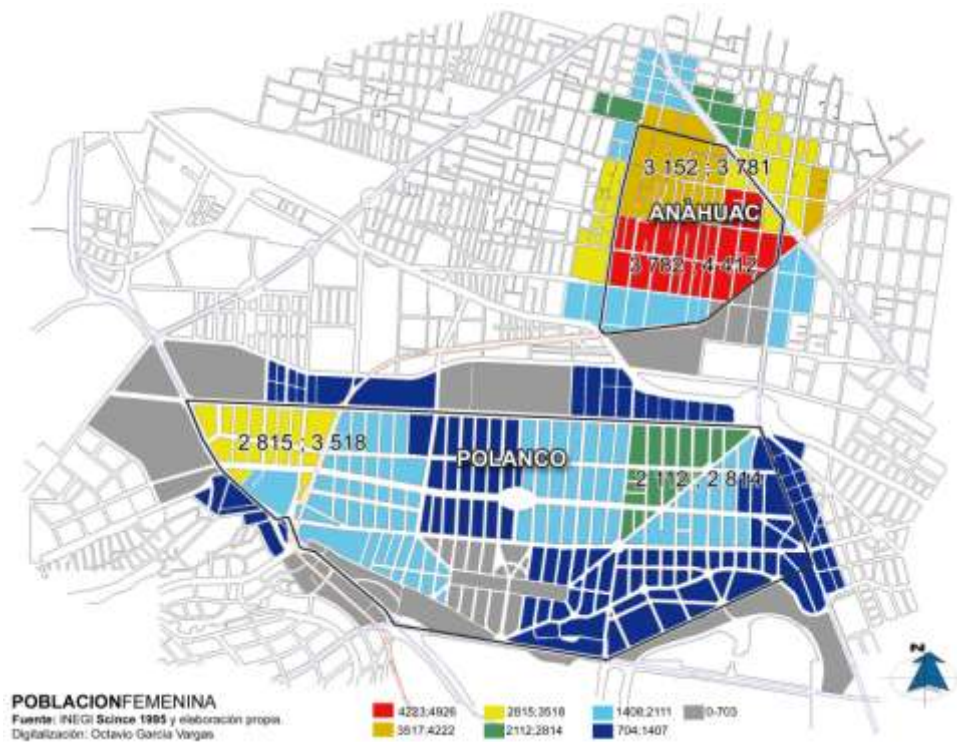 3 152 ; 3 781
ANÁHUAC
3 782 ; 4 412
2 815 ; 3 518
POLANCO
2 112 ; 2 814
N
POBLACIONFEMENINA
Fuente: INEGI Scince 1995 y elaboración propia.
Digitalización: Octavio García Vargas
4223;4926
2815;3518
1408;2111
0-703
3517:4222
2112;2814
704:1407